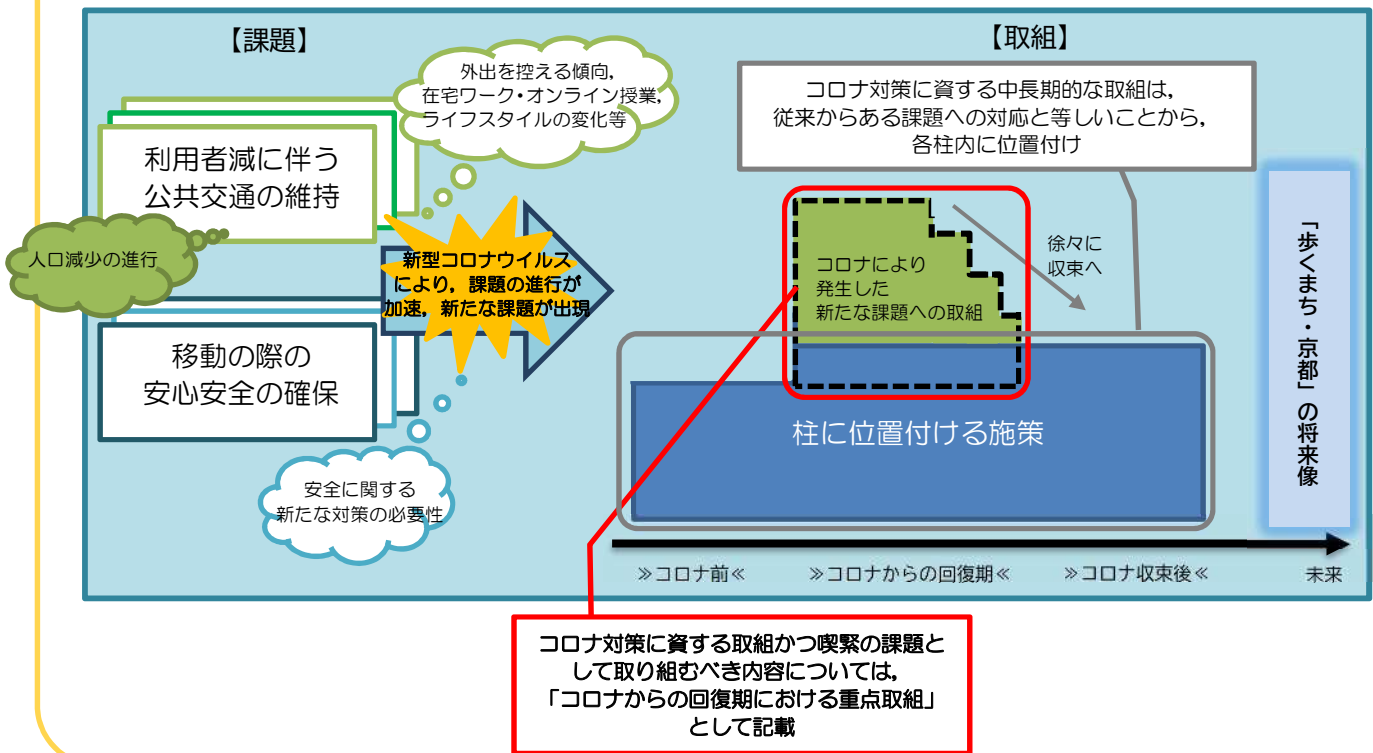 【課題】
外出を控える傾向,
在宅ワーク・オンライン授業,
ライフスタイルの変化等
利用者減に伴う
公共交通の維持
人口減少の進行
新型コロナウイルス
により，課題の進行が
加速，新たな課題が出現
移動の際の
安心安全の確保
安全に関する
新たな対策の必要性
【取組】
コロナ対策に資する中長期的な取組は,
従来からある課題への対応と等しいことから,
各柱内に位置付け
コロナにより
発生した
新たな課題への取組
徐々に
収束へ
柱に位置付ける施策
「歩くまち・京都」の将来像
≫コロナ前≪
≫コロナからの回復期≪
≫コロナ収束後≪
未来
コロナ対策に資する取組かつ喫緊の課題と
して取り組むべき内容については,
「コロナからの回復期における重点取組」
として記載